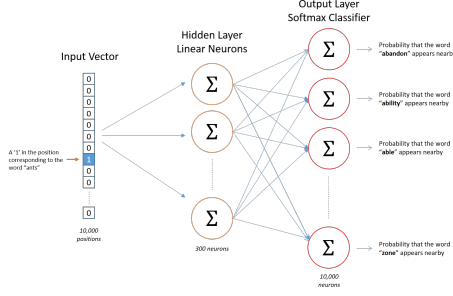 Output Layer
Softmax Classifier
Hidden Layer
Linear Neurons
Input Vector
0
0
0
0
0
0
0
1
0
0
0
A '1' in the position
corresponding to the
word "ants"
10,000
positions
Σ
Σ
Σ
300 neurons
Σ
Σ
Σ
Σ
10,000
neurons
Probability that the word
"abandon" appears nearb
Probability that the word
"ability" appears nearby
Probability that the word
"able" appears nearby
Probability that the word
"zone" appears nearby